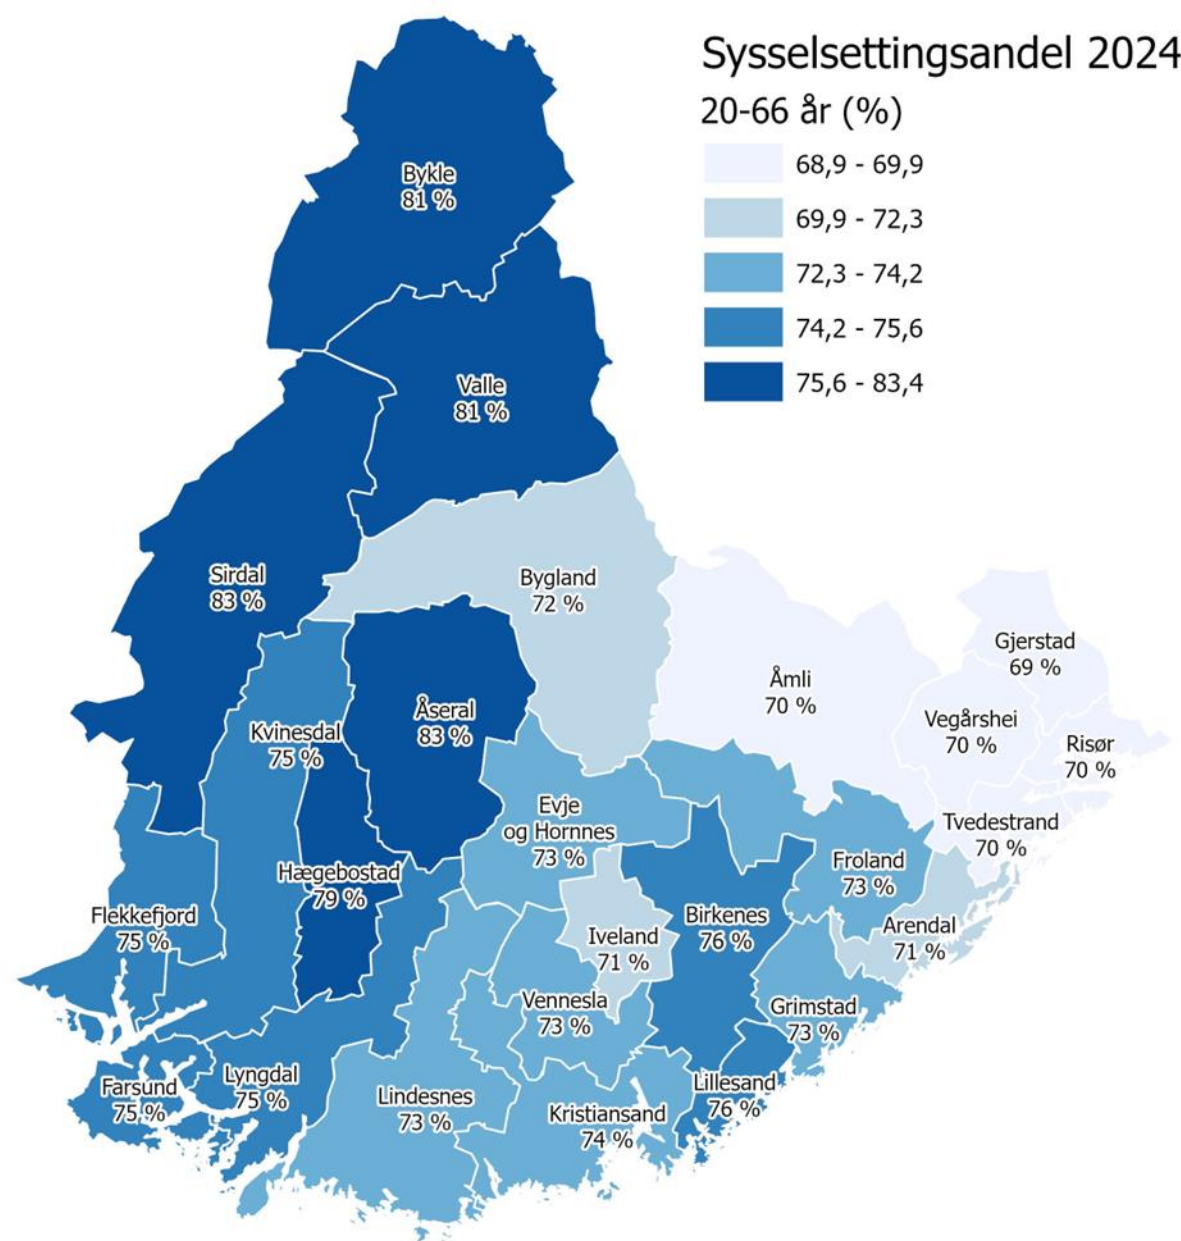 Sysselsettingsandel 2024
20-66 år (%)
68,9 - 69,9
69,9 - 72,3
72,3 - 74,2
74,2 - 75,6
75,6 - 83,4
Bykle
81 %
Valle
81 %
Sirdal
83 %
Bygland
72 %
Gjerstad
69 %
Åmli
70 %
Vegårshei
70 %
Risør
70 %
Åseral
83 %
Kvinesdal
75 %
Evje
og Hornnes
73 %
Tvedestrand
70 %
Froland
73 %
Hægebostad
79 %
Flekkefjord
75 %
Birkenes
76 %
Arendal
71 %
Iveland
71 %
Vennesla
73 %
Grimstad
73 %
Farsund
75 %
Lyngdal
75 %
Lindesnes
73 %
Kristiansand
74 %
Lillesand
76 %